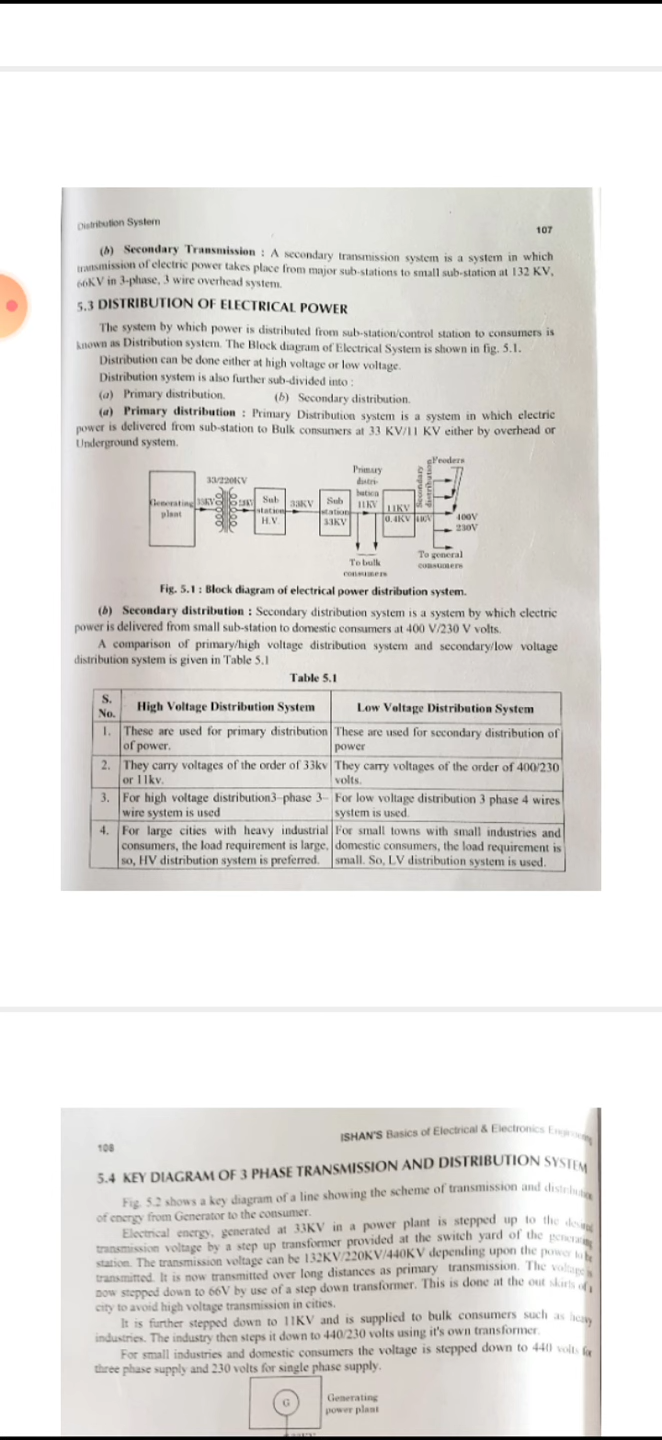 Distribution System
107
(b) Secondary Transmission : A secondary transmission system is a system in which
transmission of electric power takes place from major sub-stations to small sub-station at 132 KV,
66KV in 3-phase, 3 wire overhead system.
5.3 DISTRIBUTION OF ELECTRICAL POWER
The system by which power is distributed from sub-station/control station to consumers is
known as Distribution system. The Block diagram of Electrical System is shown in fig. 5.1.
Distribution can be done either at high voltage or low voltage.
Distribution system is also further sub-divided into :
(a) Primary distribution. (b) Secondary distribution.
(a) Primary distribution : Primary Distribution system is a system in which electric
power is delivered from sub-station to Bulk consumers at 33 KV/11 KV either by overhead or
Underground system.
Generating
plant
33KV
33/220KV
Sub
station
H.V.
33KV
Sub
station
33KV
Primary
distri-
bution
11KV
To bulk
consumers
11KV
0.4KV
Secondary
distribution
Feeders
400V
230V
To general
consumers
Fig. 5.1 : Block diagram of electrical power distribution system.
(b) Secondary distribution : Secondary distribution system is a system by which electric
power is delivered from small sub-station to domestic consumers at 400 V/230 V volts.
A comparison of primary/high voltage distribution system and secondary/low voltage
distribution system is given in Table 5.1
Table 5.1
S.
No.
High Voltage Distribution System
Low Voltage Distribution System
1.
These are used for primary distribution
of power.
These are used for secondary distribution of
power
2.
They carry voltages of the order of 33kv
or 11kv.
They carry voltages of the order of 400/230
volts.
3.
For high voltage distribution3-phase 3-
wire system is used
For low voltage distribution 3 phase 4 wires
system is used.
4.
For large cities with heavy industrial
consumers, the load requirement is large,
so, HV distribution system is preferred.
For small towns with small industries and
domestic consumers, the load requirement is
small. So, LV distribution system is used.
108
ISHAN'S Basics of Electrical & Electronics
5.4 KEY DIAGRAM OF 3 PHASE TRANSMISSION AND DISTRIBUTION SYSTEM
Fig. 5.2 shows a key diagram of a line showing the scheme of transmission and
of energy from Generator to the consumer.
Electrical energy, generated at 33KV in a power plant is stepped up to the
transmission voltage by a step up transformer provided at the switch yard of the
station. The transmission voltage can be 132KV/220KV/440KV depending upon the power
transmitted. It is now transmitted over long distances as primary transmission. The
now stepped down to 66V by use of a step down transformer. This is done at the out skirts
city to avoid high voltage transmission in cities.
It is further stepped down to 11KV and is supplied to bulk consumers such as heavy
industries. The industry then steps it down to 440/230 volts using it's own transformer.
For small industries and domestic consumers the voltage is stepped down to 440 volts for
three phase supply and 230 volts for single phase supply.
G
Generating
power plant